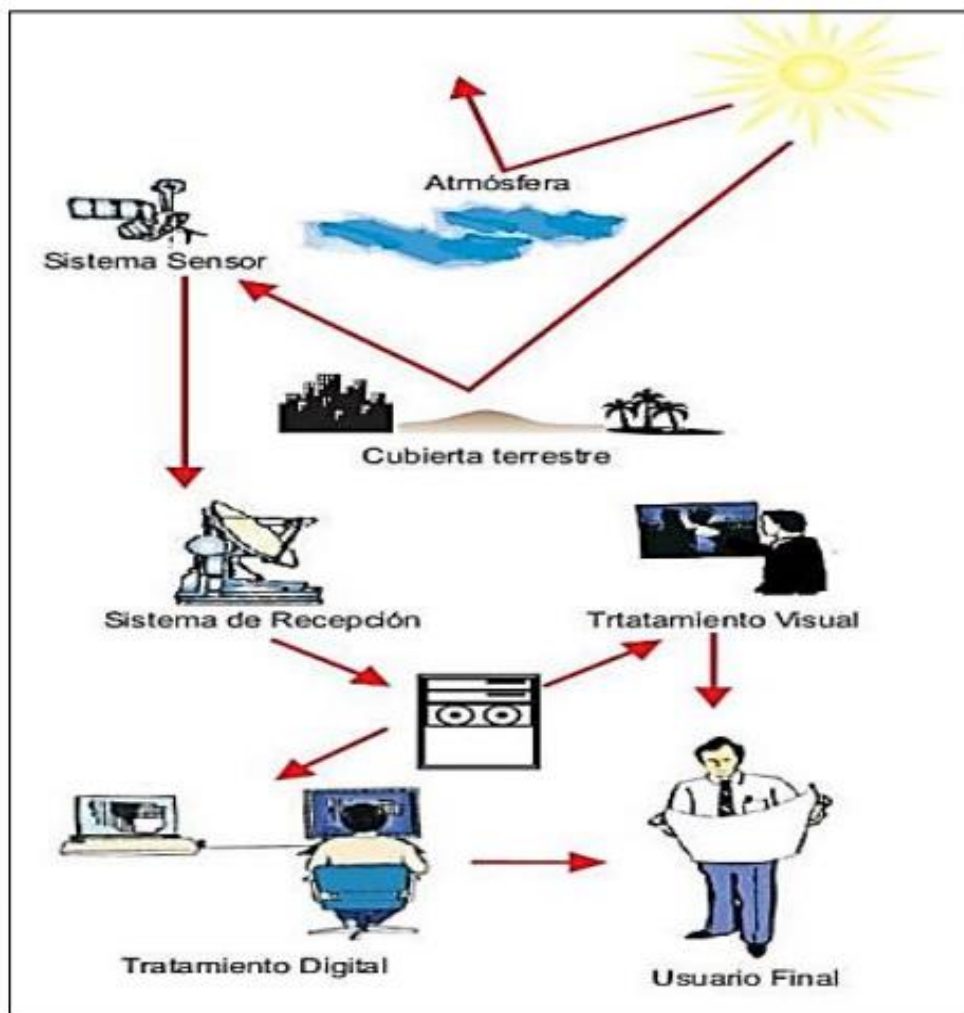 Atmósfera
Sistema Sensor
Cubierta terrestre
Sistema de Recepción
Trtatamiento Visual
Tratamiento Digital
Usuario Final